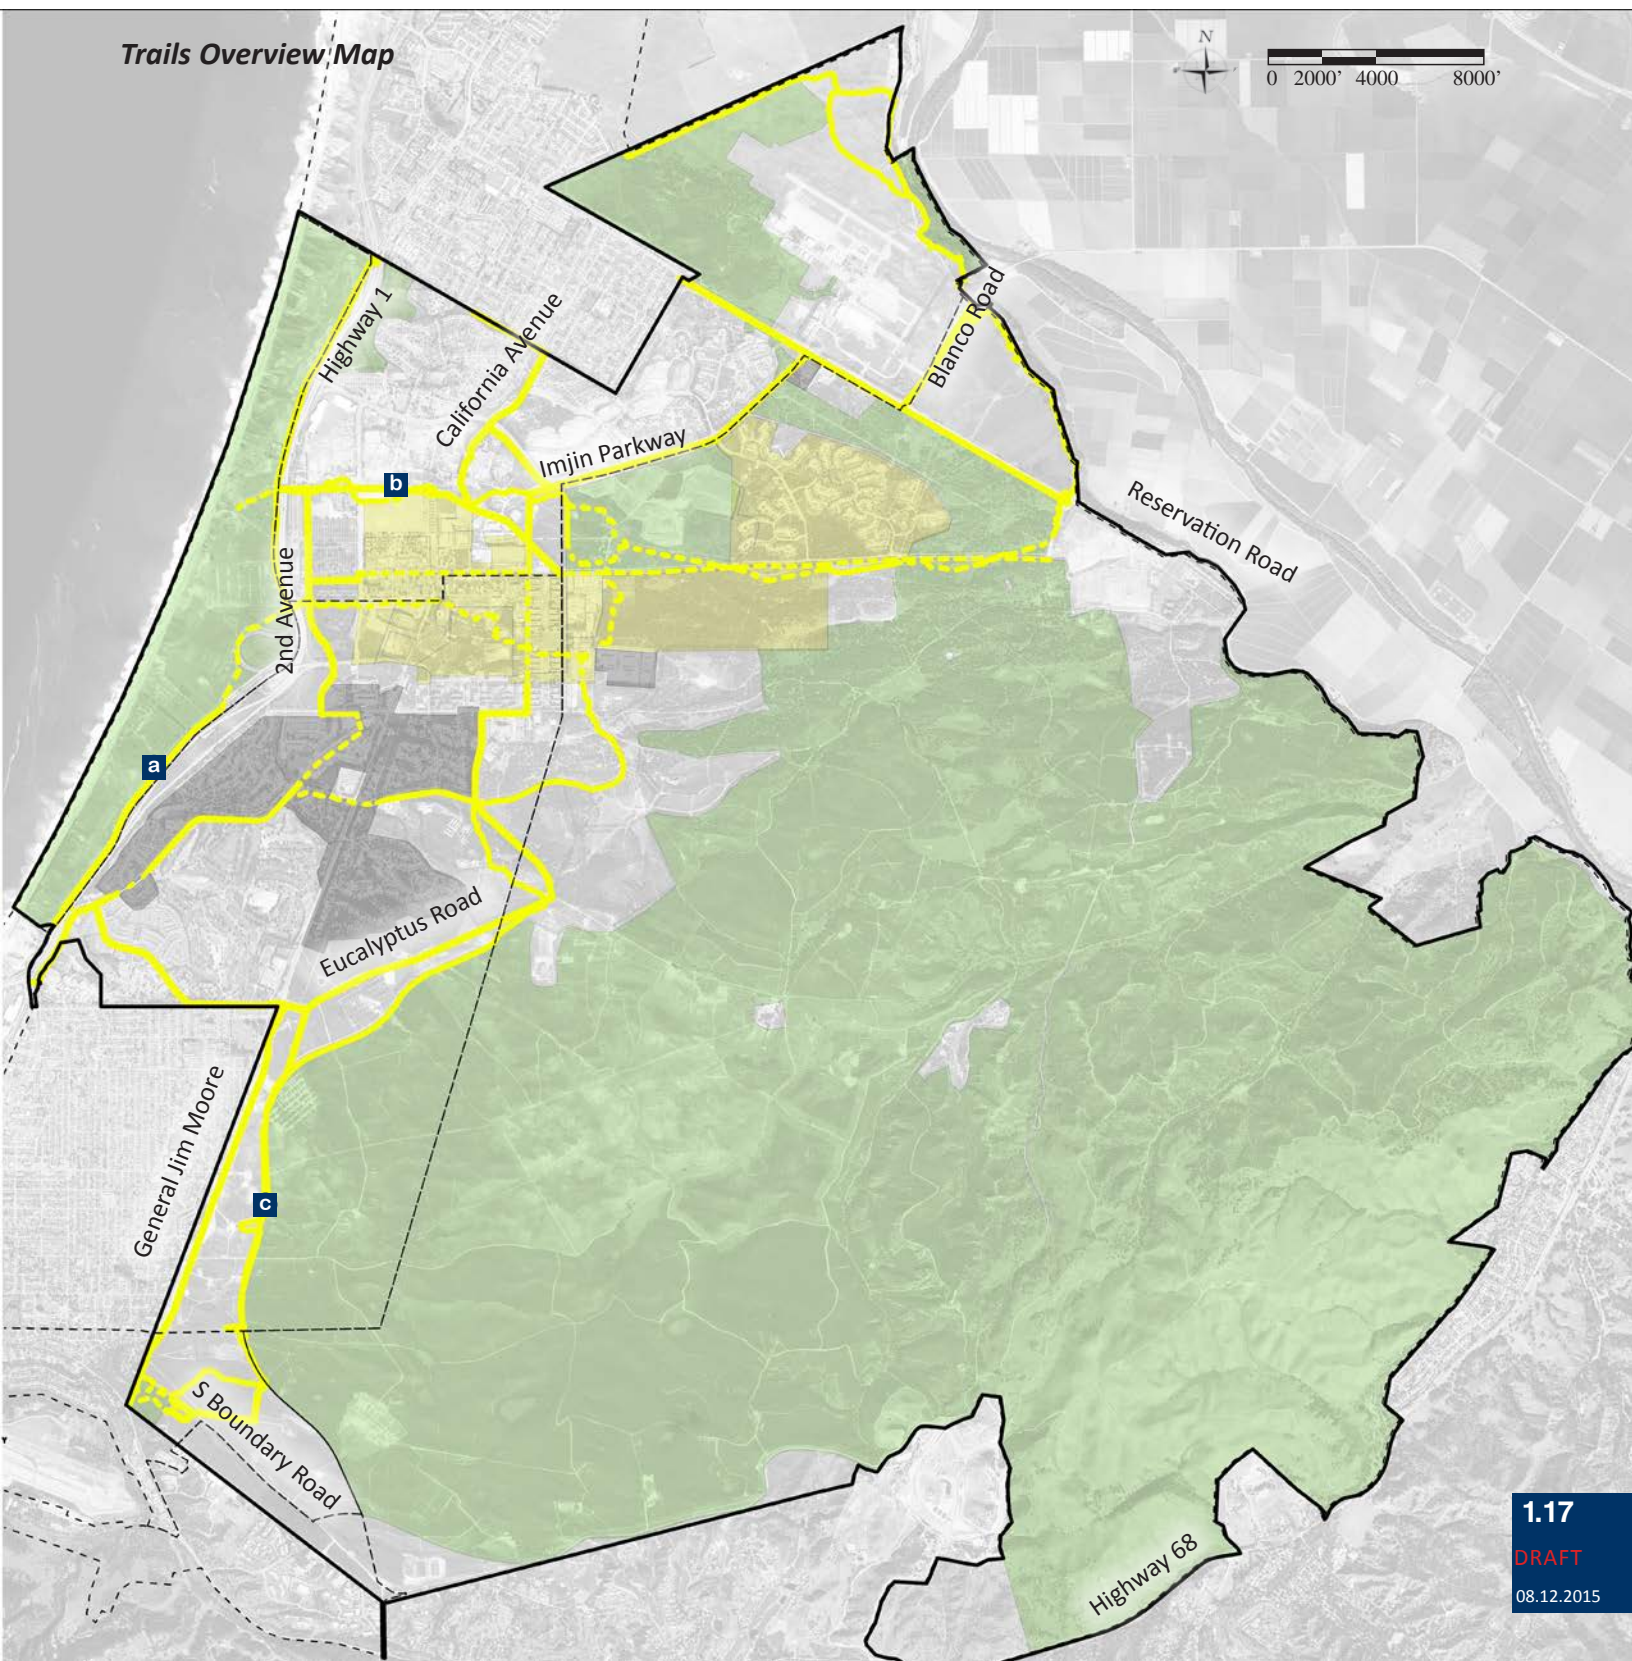 Trails Overview Map
N
0 2000' 4000 8000'
Highway 1
California Avenue
Blanco Road
Imjin Parkway
b
Reservation Road
2nd Avenue
a
Eucalyptus Road
General Jim Moore
c
S Boundary Road
Highway 68
1.17
DRAFT
08.12.2015